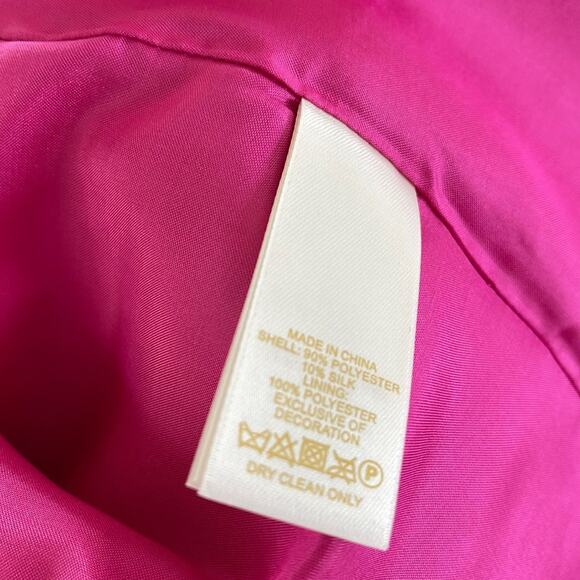 MADE IN CHINA
SHELL: 90% POLYESTER
10% SILK
LINING:
100% POLYESTER
EXCLUSIVE OF
DECORATION
P
DRY CLEAN ONLY